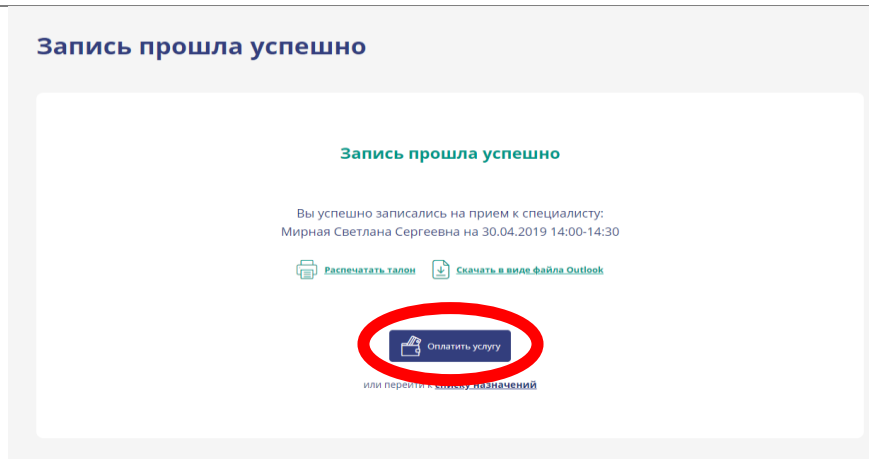 Запись прошла успешно
Запись прошла успешно
Вы успешно записались на прием к специалисту:
Мирная Светлана Сергеевна на 30.04.2019 14:00-14:30
Распечатать талон Скачать в виде файла Outlook
Оплатить услугу
или перейти к списку назначений